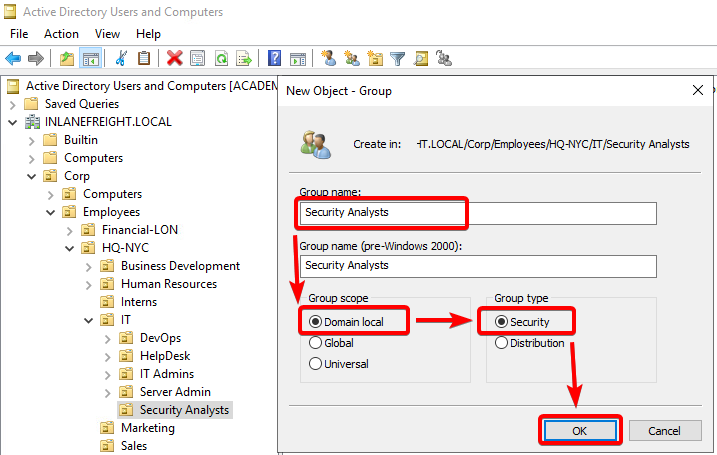 Active Directory Users and Computers
File Action View Help
Active Directory Users and Computers [ACADEM
Saved Queries
INLANEFREIGHT.LOCAL
Builtin
Computers
Corp
Computers
Employees
Financial-LON
HQ-NYC
Business Development
Human Resources
Interns
IT
DevOps
HelpDesk
IT Admins
Server Admin
Security Analysts
Marketing
Sales
New Object - Group
Create in: HT.LOCAL/Corp/Employees/HQ-NYC/IT/Security Analysts
Group name:
Security Analysts
Group name (pre-Windows 2000):
Security Analysts
Group scope
Domain local
Global
Universal
Group type
Security
Distribution
OK Cancel